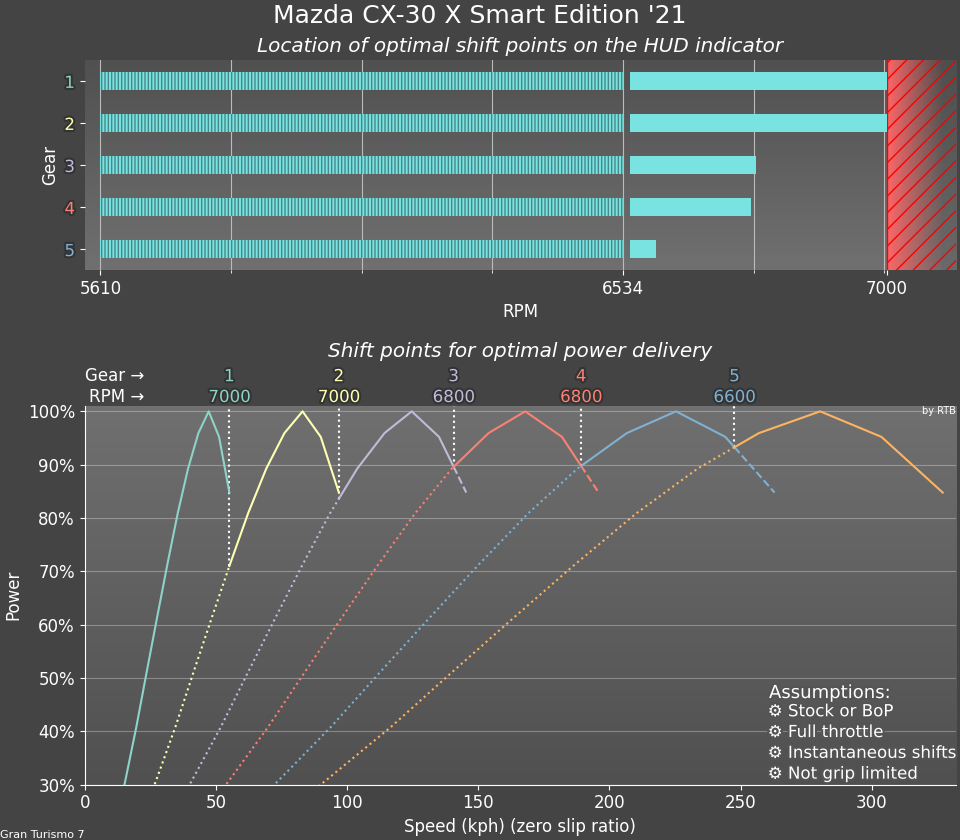 Mazda CX-30 X Smart Edition '21
Location of optimal shift points on the HUD indicator
Gear
1
2
3
4
5
5610 6534 7000
RPM
Shift points for optimal power delivery
Gear → 1 2 3 4 5
RPM → 7000 7000 6800 6800 6600
by RTB
Power
100%
90%
80%
70%
60%
50%
40%
30%
Assumptions:
⚙ Stock or BoP
⚙ Full throttle
⚙ Instantaneous shifts
⚙ Not grip limited
0 50 100 150 200 250 300
Speed (kph) (zero slip ratio)
Gran Turismo 7